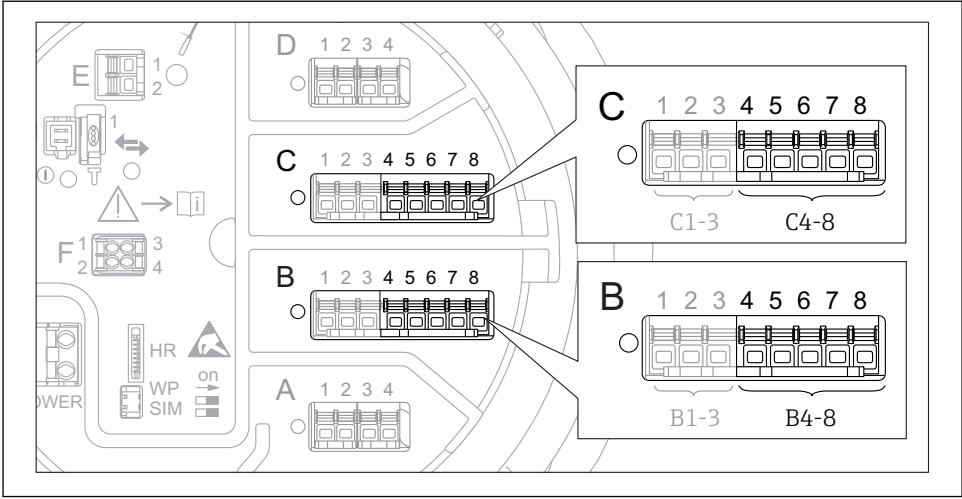 D 1 2 3 4
E 1
2
1
C 1 2 3 4 5 6 7 8
C 1 2 3 4 5 6 7 8
C1-3 C4-8
i
F 1 3
2 4
B 1 2 3 4 5 6 7 8
B 1 2 3 4 5 6 7 8
B1-3 B4-8
HR
on
WP
SIM
OWER
A 1 2 3 4